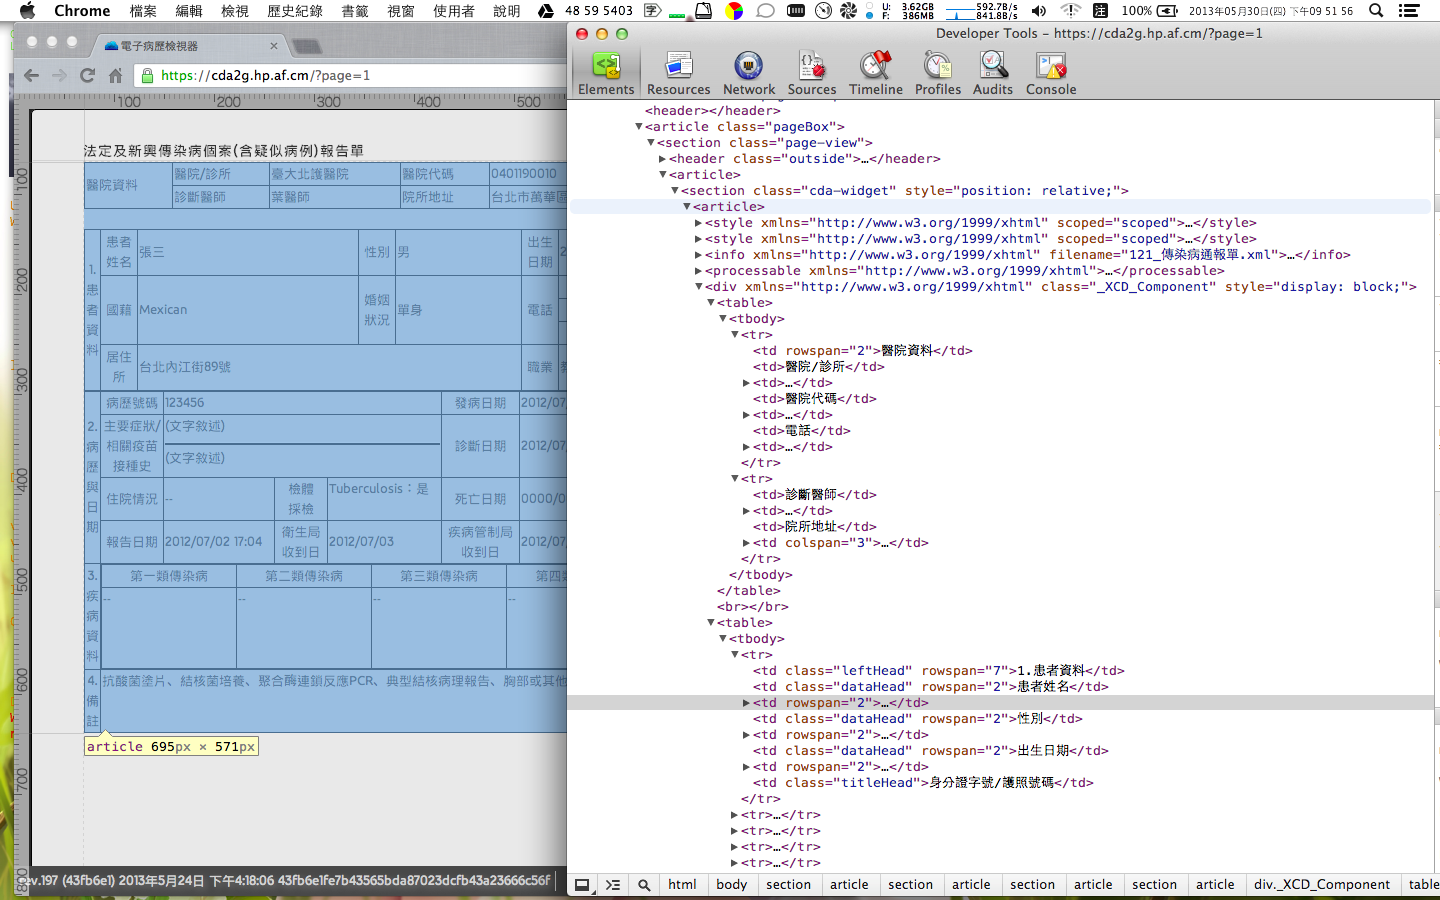 Chrome 檔案 編輯 檢視 歷史紀錄 書籤 視窗 使用者 說明 48 59 5403 U: 3.62GB F: 386MB 592.7B/s 841.8B/s 注 100% 2013年05月30日(四) 下午09 51 56
電子病歷檢視器
https://cda2g.hp.af.cm/?page=1
100 200 300 400 500
100
200
300
400
500
600
700
800
法定及新興傳染病個案(含疑似病例)報告單
醫院資料 醫院/診所 臺大北護醫院 醫院代碼 0401190010
診斷醫師 葉醫師 院所地址 台北市萬華區
1.患者資料 患者姓名 張三 性別 男 出生日期 2
國籍 Mexican 婚姻狀況 單身 電話
居住所 台北內江街89號 職業
2.病歷與日期 病歷號碼 123456 發病日期 2012/07/
主要症狀/相關疫苗接種史 (文字敘述) 診斷日期 2012/07/
(文字敘述)
住院情況 -- 檢體採檢 Tuberculosis：是 死亡日期 0000/0
報告日期 2012/07/02 17:04 衛生局收到日 2012/07/03 疾病管制局收到日 2012/07/
3.疾病資料 第一類傳染病 第二類傳染病 第三類傳染病 第四
-- -- -- --
4.備註 抗酸菌塗片、結核菌培養、聚合酶連鎖反應PCR、典型結核病理報告、胸部或其他
article 695px × 571px
ev.197 (43fb6e1) 2013年5月24日 下午4:18:06 43fb6e1fe7b43565bda87023dcfb43a23666c56f
Developer Tools - https://cda2g.hp.af.cm/?page=1
Elements Resources Network Sources Timeline Profiles Audits Console
<header></header>
▼<article class="pageBox">
▼<section class="page-view">
▶<header class="outside">…</header>
▼<article>
▼<section class="cda-widget" style="position: relative;">
▼<article>
▶<style xmlns="http://www.w3.org/1999/xhtml" scoped="scoped">…</style>
▶<style xmlns="http://www.w3.org/1999/xhtml" scoped="scoped">…</style>
▶<info xmlns="http://www.w3.org/1999/xhtml" filename="121_傳染病通報單.xml">…</info>
▶<processable xmlns="http://www.w3.org/1999/xhtml">…</processable>
▼<div xmlns="http://www.w3.org/1999/xhtml" class="_XCD_Component" style="display: block;">
▼<table>
▼<tbody>
▼<tr>
<td rowspan="2">醫院資料</td>
<td>醫院/診所</td>
▶<td>…</td>
<td>醫院代碼</td>
▶<td>…</td>
<td>電話</td>
▶<td>…</td>
</tr>
▼<tr>
<td>診斷醫師</td>
▶<td>…</td>
<td>院所地址</td>
▶<td colspan="3">…</td>
</tr>
</tbody>
</table>
<br></br>
▼<table>
▼<tbody>
▼<tr>
<td class="leftHead" rowspan="7">1.患者資料</td>
<td class="dataHead" rowspan="2">患者姓名</td>
▶<td rowspan="2">…</td>
<td class="dataHead" rowspan="2">性別</td>
▶<td rowspan="2">…</td>
<td class="dataHead" rowspan="2">出生日期</td>
▶<td rowspan="2">…</td>
<td class="titleHead">身分證字號/護照號碼</td>
</tr>
▶<tr>…</tr>
▶<tr>…</tr>
▶<tr>…</tr>
▶<tr>…</tr>
html body section article section article section article section article div._XCD_Component table